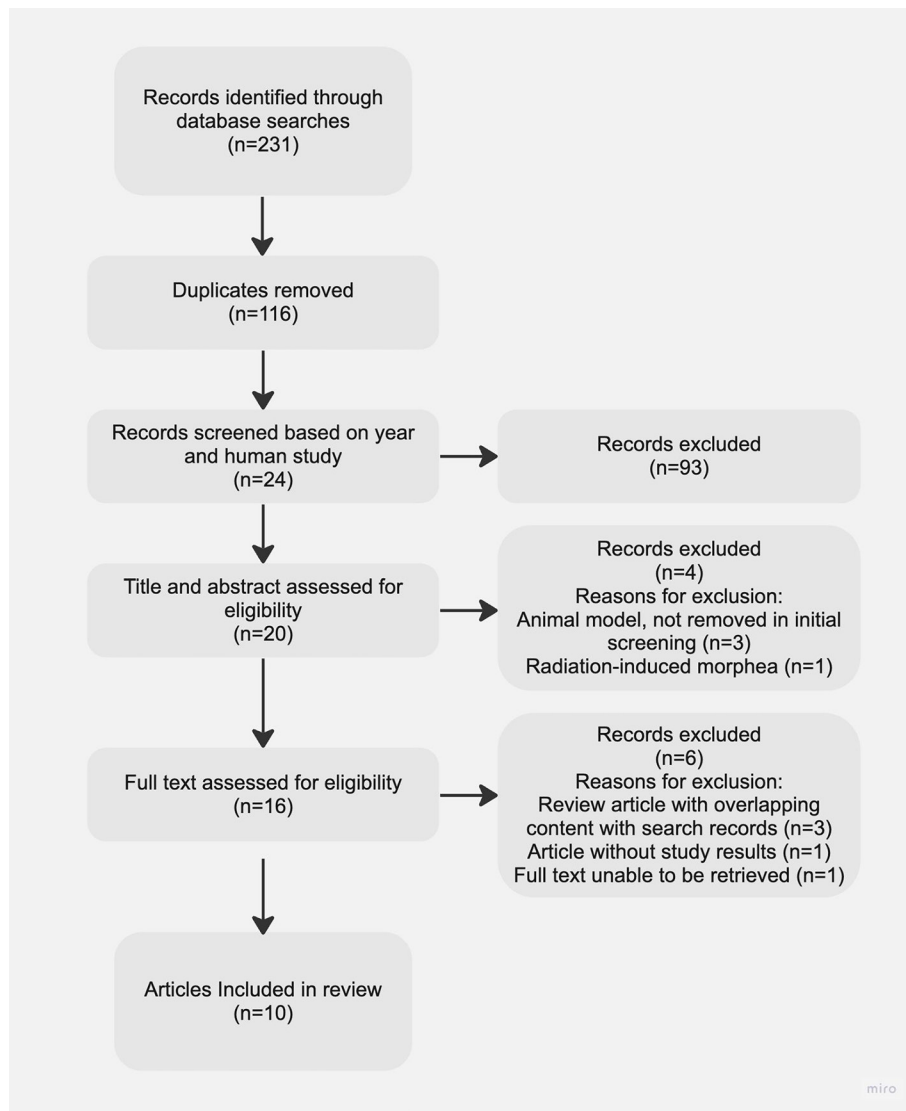 Records identified through
database searches
(n=231)
Duplicates removed
(n=116)
Records screened based on year
and human study
(n=24)
Records excluded
(n=93)
Title and abstract assessed for
eligibility
(n=20)
Records excluded
(n=4)
Reasons for exclusion:
Animal model, not removed in initial
screening (n=3)
Radiation-induced morphea (n=1)
Full text assessed for eligibility
(n=16)
Records excluded
(n=6)
Reasons for exclusion:
Review article with overlapping
content with search records (n=3)
Article without study results (n=1)
Full text unable to be retrieved (n=1)
Articles Included in review
(n=10)
miro